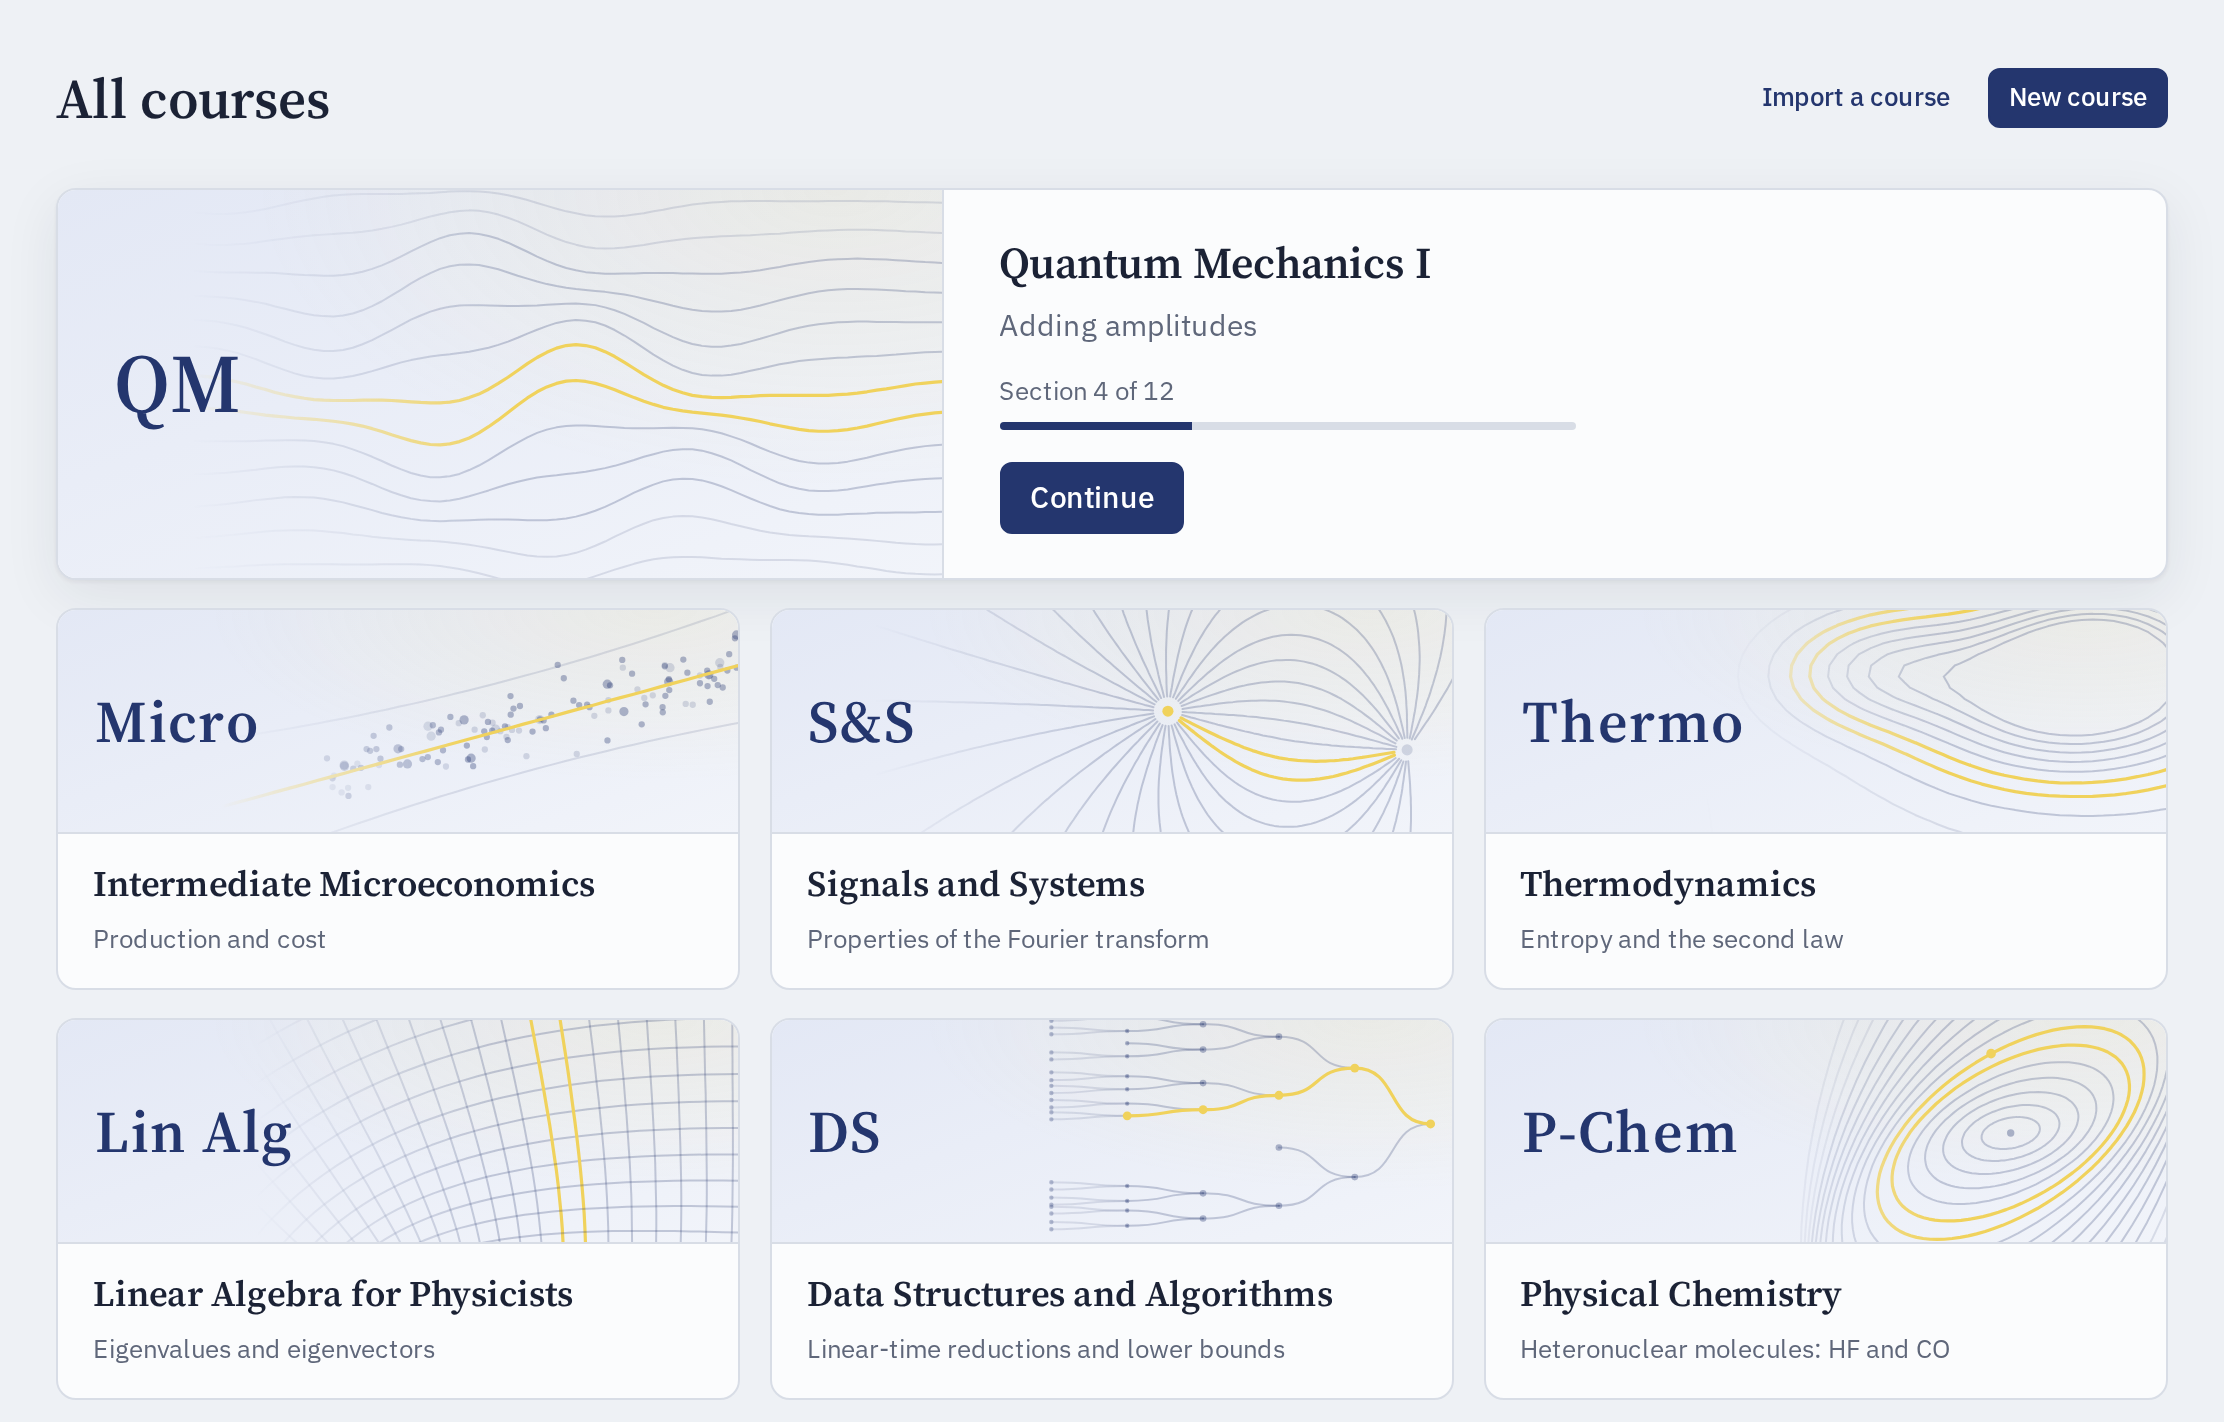 All courses
Import a course
New course
QM
Quantum Mechanics I
Adding amplitudes
Section 4 of 12
Continue
Micro
Intermediate Microeconomics
Production and cost
S&S
Signals and Systems
Properties of the Fourier transform
Thermo
Thermodynamics
Entropy and the second law
Lin Alg
Linear Algebra for Physicists
Eigenvalues and eigenvectors
DS
Data Structures and Algorithms
Linear-time reductions and lower bounds
P-Chem
Physical Chemistry
Heteronuclear molecules: HF and CO